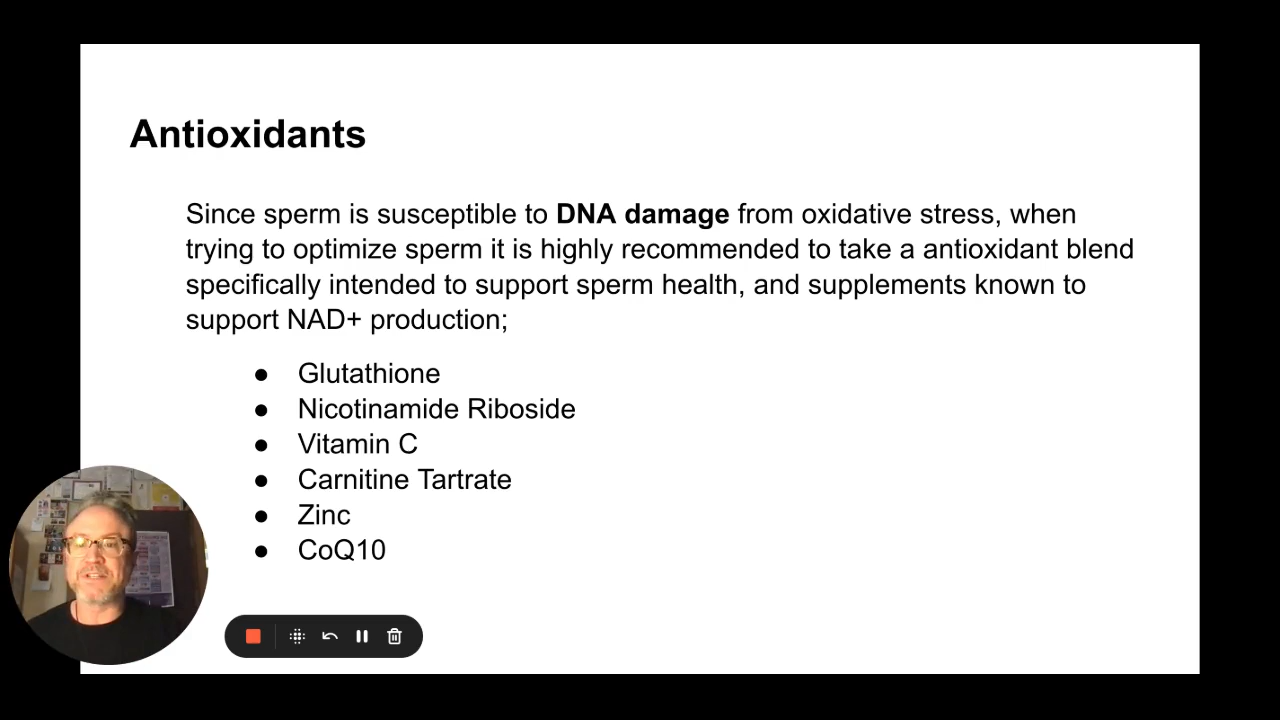 Antioxidants
Since sperm is susceptible to DNA damage from oxidative stress, when
trying to optimize sperm it is highly recommended to take a antioxidant blend
specifically intended to support sperm health, and supplements known to
support NAD+ production;
● Glutathione
● Nicotinamide Riboside
● Vitamin C
● Carnitine Tartrate
● Zinc
● CoQ10